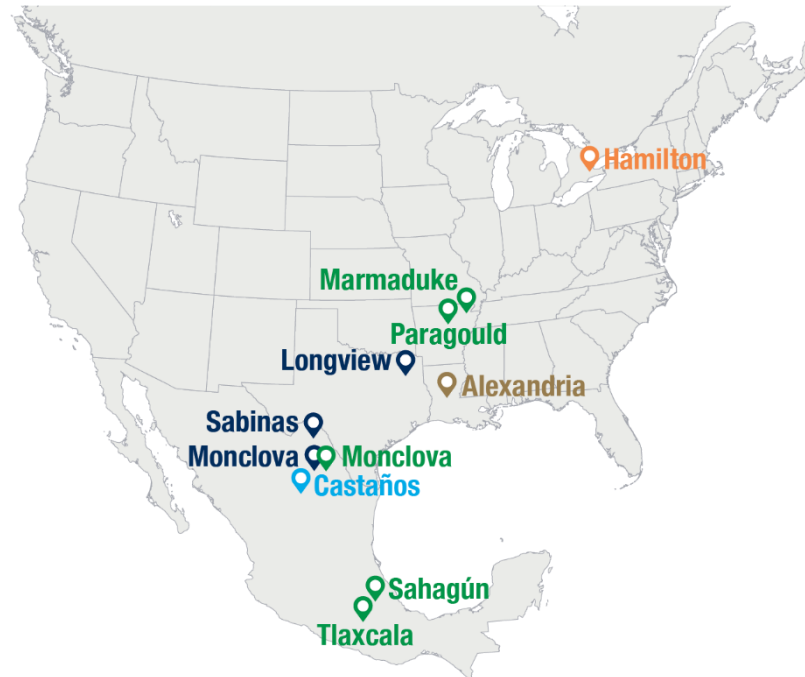 Hamilton
Marmaduke
Paragould
Longview
Alexandria
Sabinas
Monclova
Monclova
Castaños
Sahagún
Tlaxcala